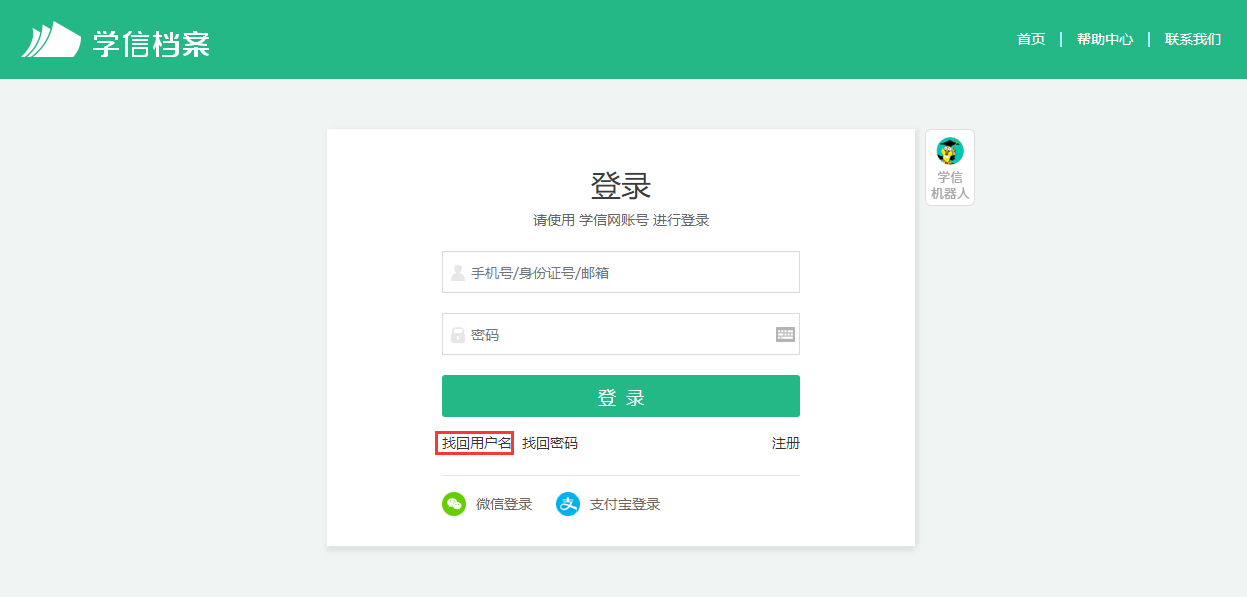 学信档案
首页 | 帮助中心 | 联系我们
登录
请使用 学信网账号 进行登录
手机号/身份证号/邮箱
密码
登 录
找回用户名 找回密码 注册
微信登录 支付宝登录
学信
机器人